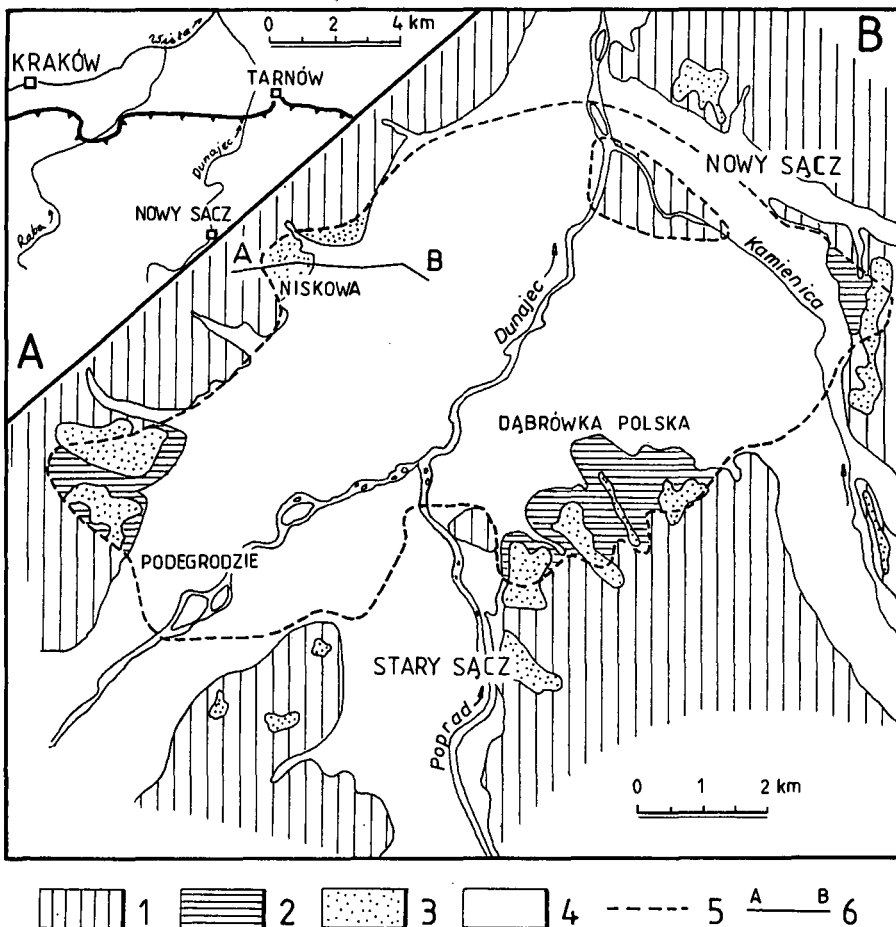 0 2 4 km
Wisła
KRAKÓW
TARNÓW
Dunajec
Raba
NOWY SĄCZ
A
B
NOWY SĄCZ
A
B
NISKOWA
Kamienica
Dunajec
DĄBRÓWKA POLSKA
PODEGRODZIE
STARY SĄCZ
Poprad
0 1 2 km
1 2 3 4 5 A B 6